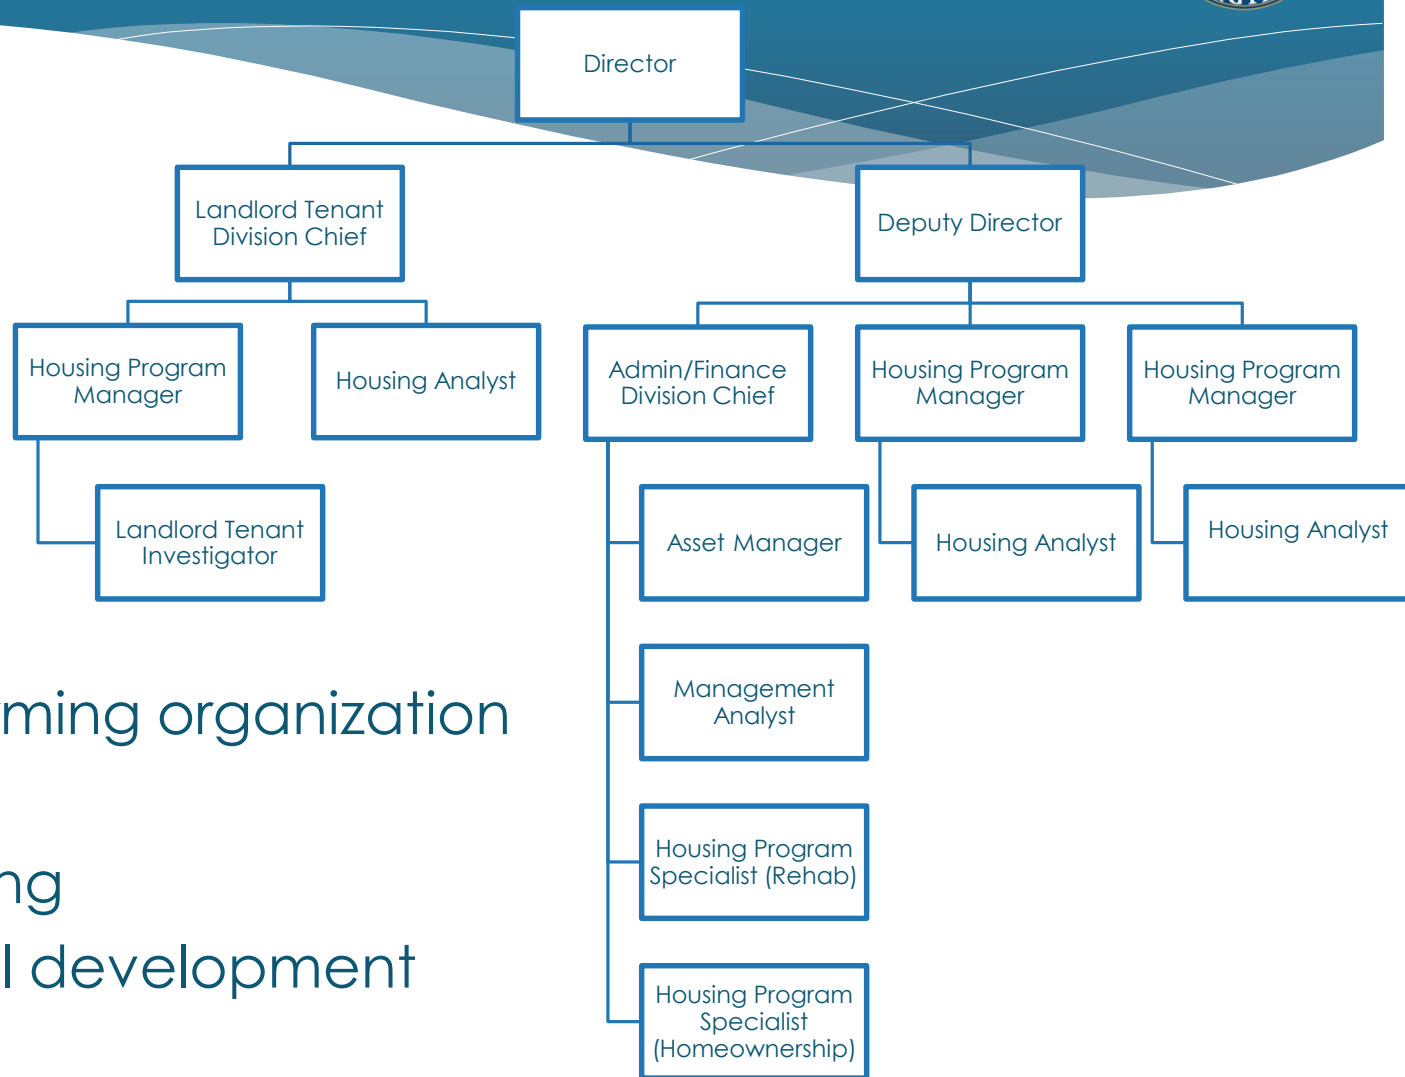 Director
Landlord Tenant
Division Chief
Deputy Director
Housing Program
Manager
Housing Analyst
Admin/Finance
Division Chief
Housing Program
Manager
Housing Program
Manager
Landlord Tenant
Investigator
Asset Manager
Housing Analyst
Housing Analyst
Management
Analyst
Housing Program
Specialist (Rehab)
Housing Program
Specialist
(Homeownership)
organization
development